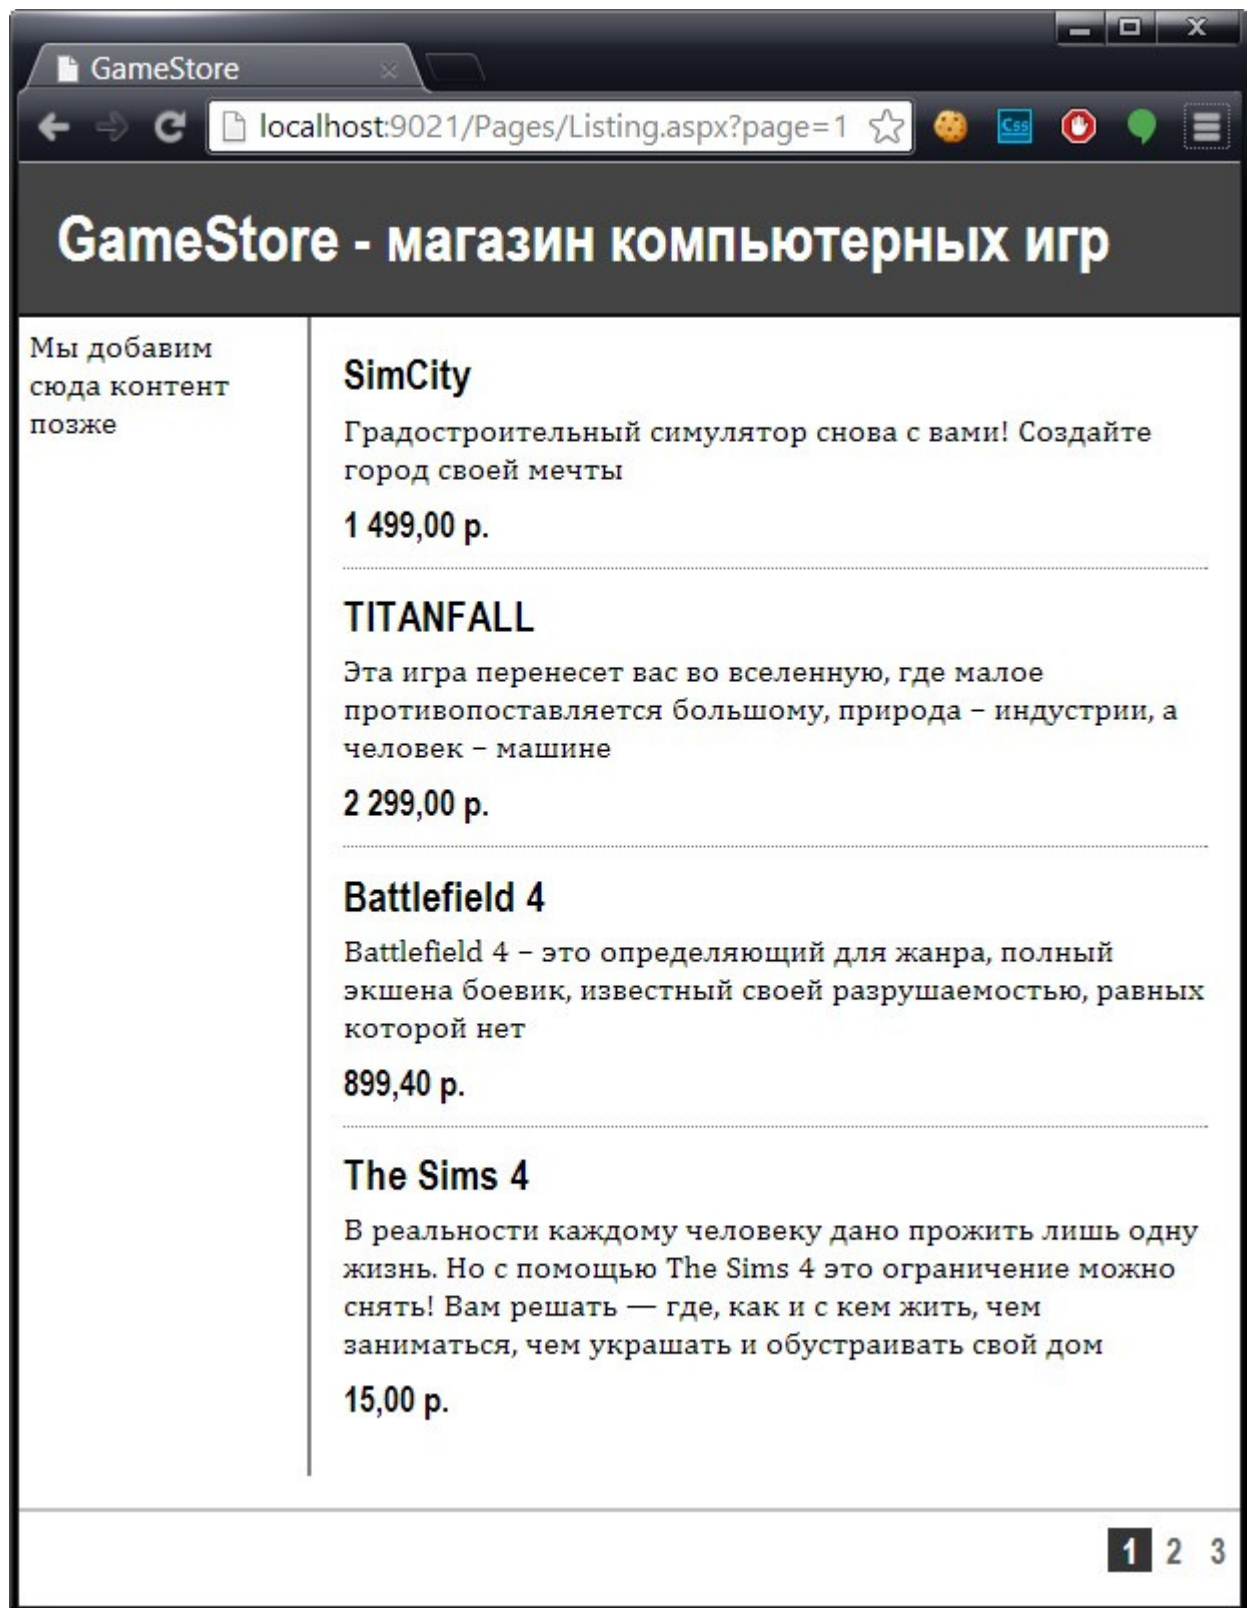 GameStore
localhost:9021/Pages/Listing.aspx?page=1
Css
GameStore - магазин компьютерных игр
Мы добавим
сюда контент
позже
SimCity
Градостроительный симулятор снова с вами! Создайте
город своей мечты
1 499,00 р.
TITANFALL
Эта игра перенесет вас во вселенную, где малое
противопоставляется большому, природа – индустрии, а
человек – машине
2 299,00 р.
Battlefield 4
Battlefield 4 – это определяющий для жанра, полный
экшена боевик, известный своей разрушаемостью, равных
которой нет
899,40 р.
The Sims 4
В реальности каждому человеку дано прожить лишь одну
жизнь. Но с помощью The Sims 4 это ограничение можно
снять! Вам решать — где, как и с кем жить, чем
заниматься, чем украшать и обустраивать свой дом
15,00 р.
1 2 3